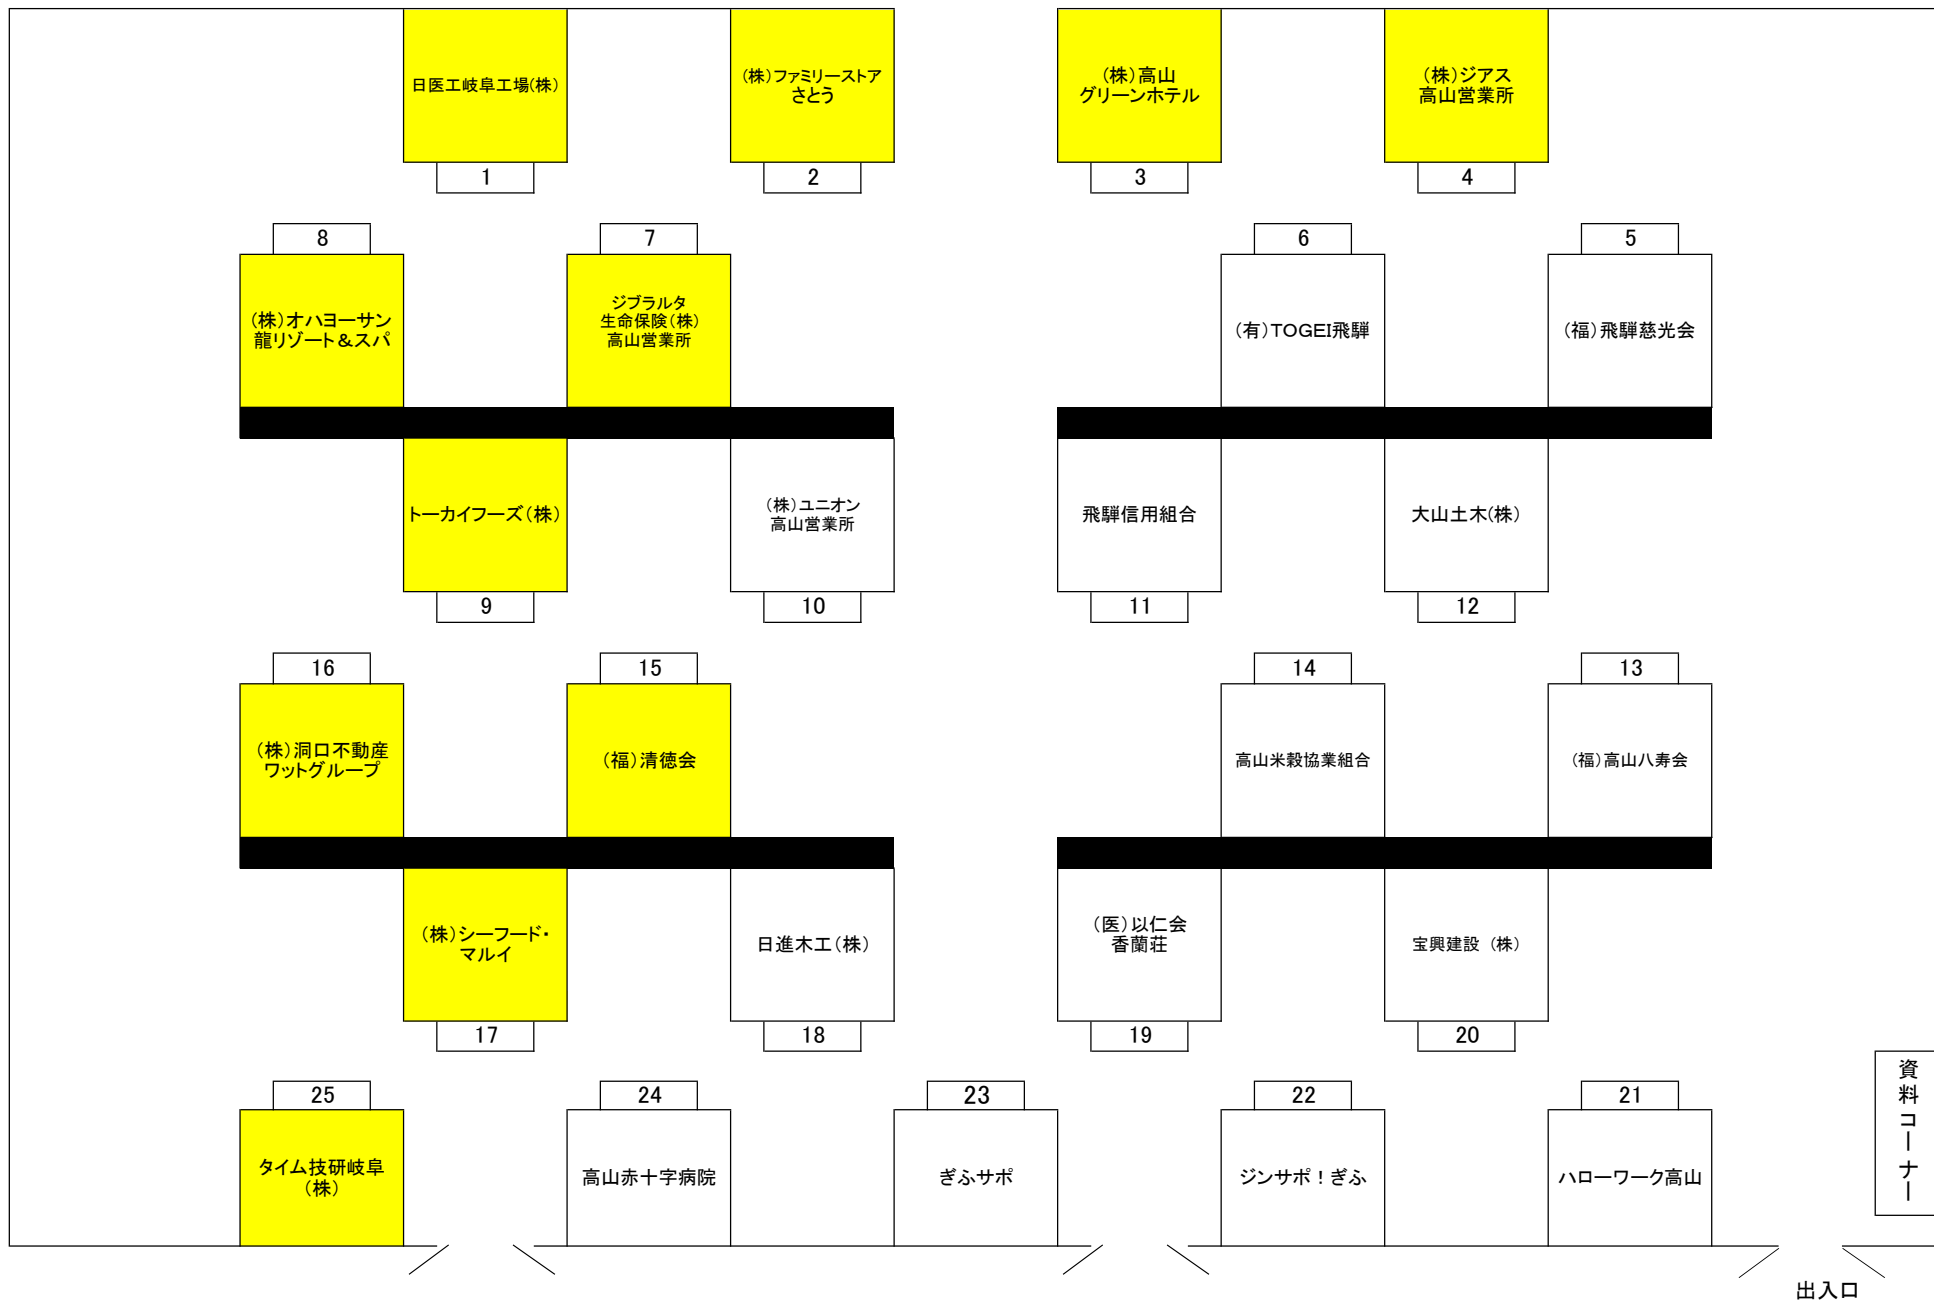 日医工岐阜工場(株)
(株)ファミリーストア
さとう
(株)高山
グリーンホテル
(株)ジアス
高山営業所
1
2
3
4
8
7
6
5
(株)オハヨーサン
龍リゾート&スパ
ジブラルタ
生命保険(株)
高山営業所
(有)TOGEI飛騨
(福)飛騨慈光会
トーカイフーズ(株)
(株)ユニオン
高山営業所
飛騨信用組合
大山土木(株)
9
10
11
12
16
15
14
13
(株)洞口不動産
ワットグループ
(福)清徳会
高山米穀協業組合
(福)高山八寿会
(株)シーフード・
マルイ
日進木工(株)
(医)以仁会
香蘭荘
宝興建設 (株)
17
18
19
20
25
24
23
22
21
タイム技研岐阜
(株)
高山赤十字病院
ぎふサポ
ジンサポ!ぎふ
ハローワーク高山
資料コーナー
出入口